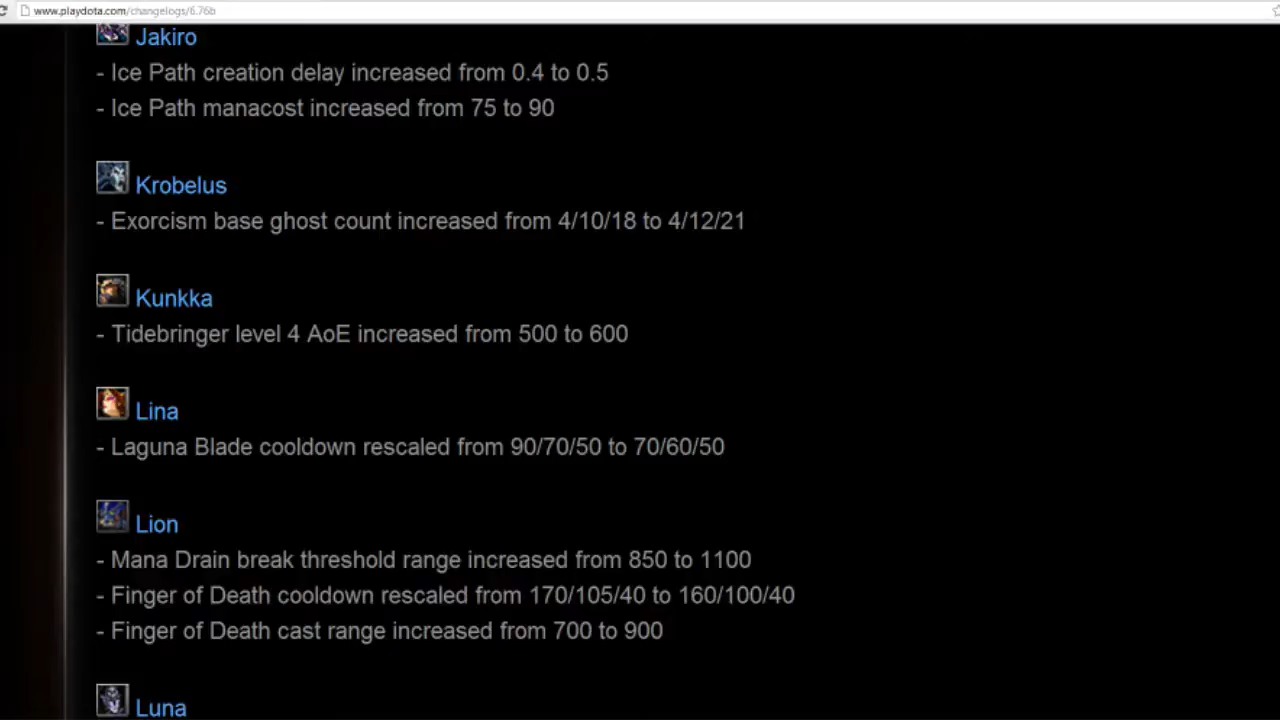 www.playdota.com/changelogs/6.76b
Jakiro
- Ice Path creation delay increased from 0.4 to 0.5
- Ice Path manacost increased from 75 to 90
Krobelus
- Exorcism base ghost count increased from 4/10/18 to 4/12/21
Kunkka
- Tidebringer level 4 AoE increased from 500 to 600
Lina
- Laguna Blade cooldown rescaled from 90/70/50 to 70/60/50
Lion
- Mana Drain break threshold range increased from 850 to 1100
- Finger of Death cooldown rescaled from 170/105/40 to 160/100/40
- Finger of Death cast range increased from 700 to 900
Luna